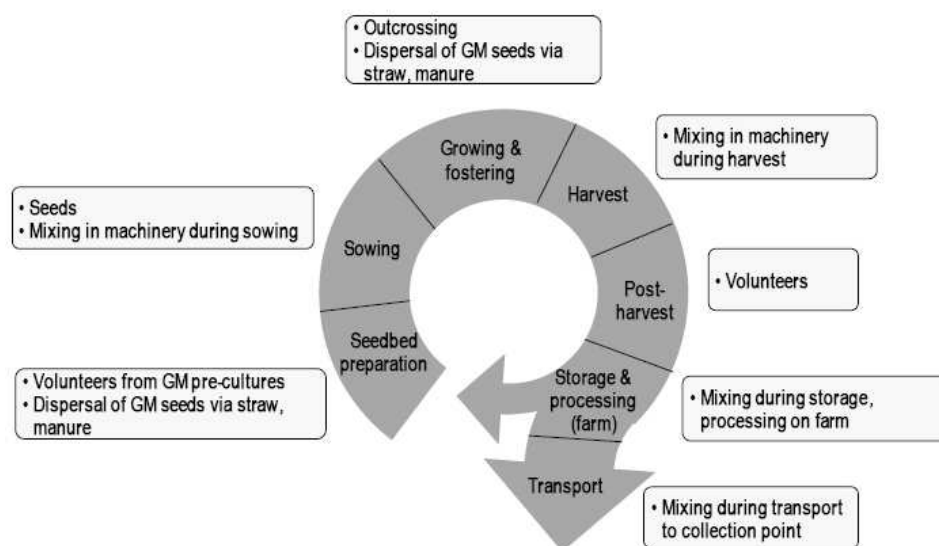 • Outcrossing
• Dispersal of GM seeds via
straw, manure
Growing &
fostering
• Mixing in machinery
during harvest
Harvest
• Seeds
• Mixing in machinery during sowing
Sowing
Post-
harvest
• Volunteers
Seedbed
preparation
• Volunteers from GM pre-cultures
• Dispersal of GM seeds via straw,
manure
Storage &
processing
(farm)
• Mixing during storage,
processing on farm
Transport
• Mixing during transport
to collection point